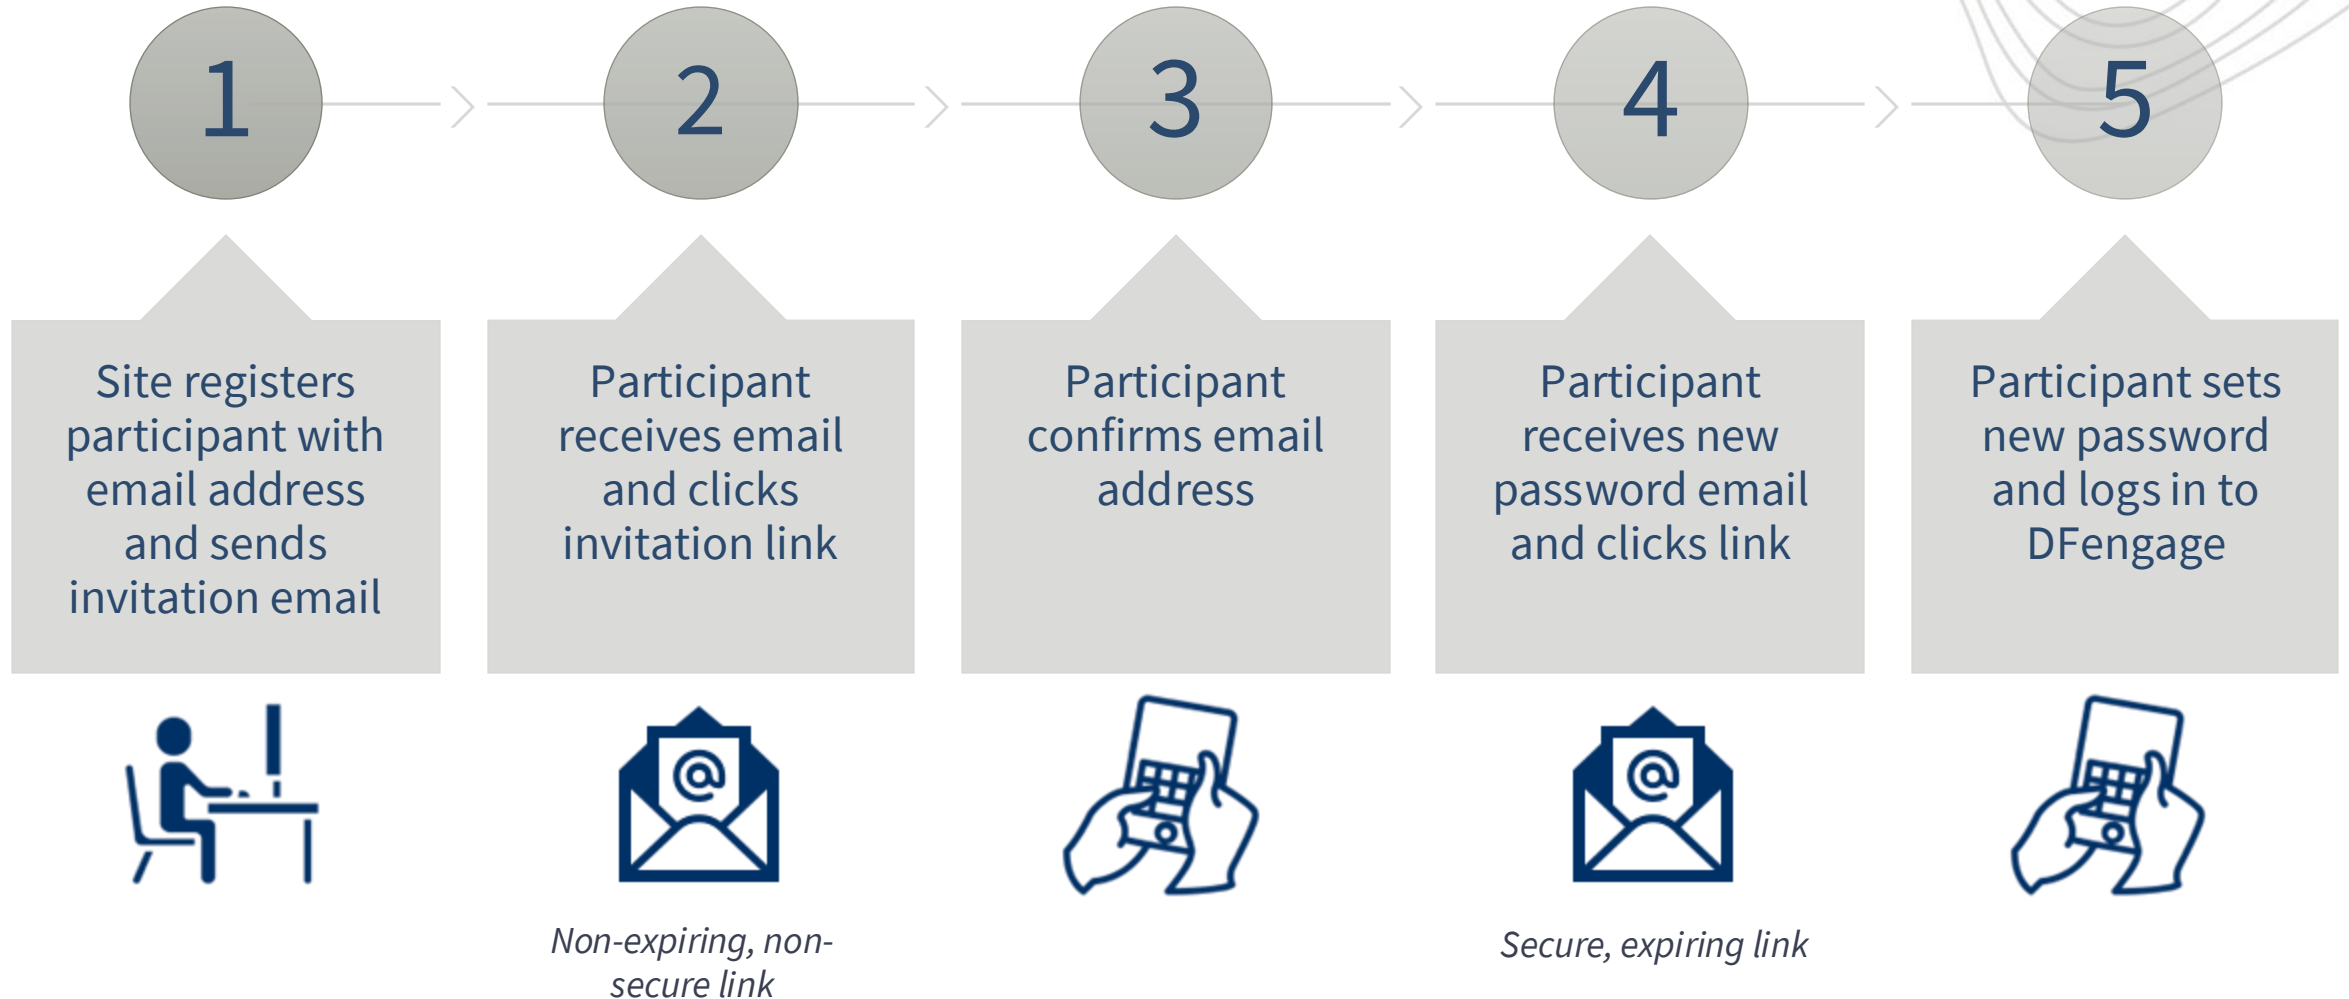 1
2
3
4
5
Site registers
participant with
email address
and sends
invitation email
Participant
receives email
and clicks
invitation link
Participant
confirms email
address
Participant
receives new
password email
and clicks link
Participant sets
new password
and logs in to
DFengage
@
@
Non-expiring, non-
secure link
Secure, expiring link